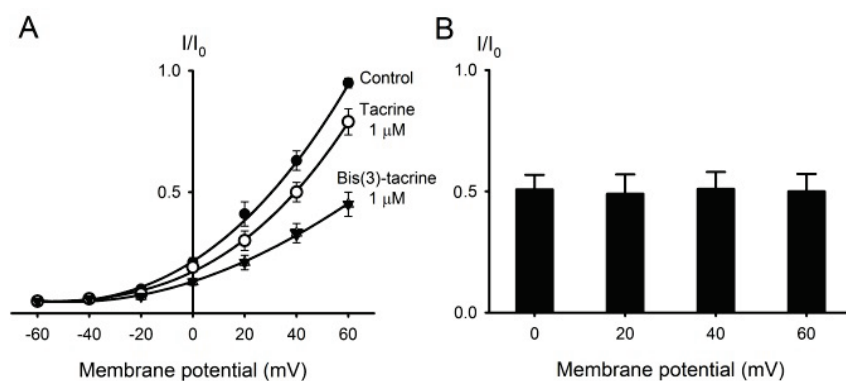 A
I/I₀
1.0
Control
Tacrine
1 μM
Bis(3)-tacrine
1 μM
0.5
-60 -40 -20 0 20 40 60
Membrane potential (mV)
B
I/I₀
1.0
0.5
0.0
0 20 40 60
Membrane potential (mV)